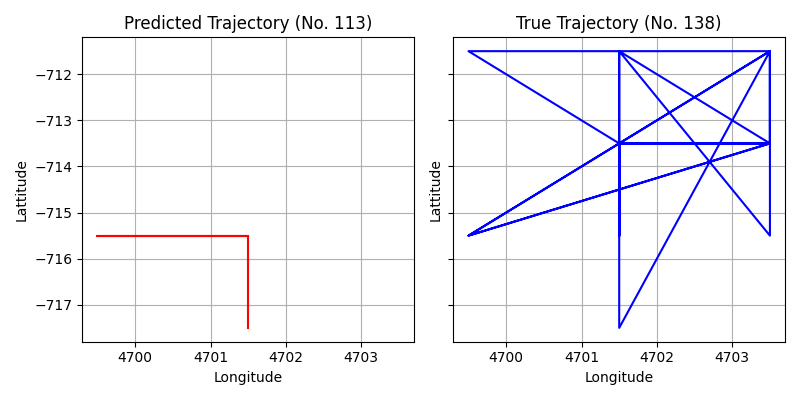 Predicted Trajectory (No. 113)
True Trajectory (No. 138)
Lattitude
−712
−713
−714
−715
−716
−717
4700
4701
4702
4703
Longitude
Lattitude
4700
4701
4702
4703
Longitude